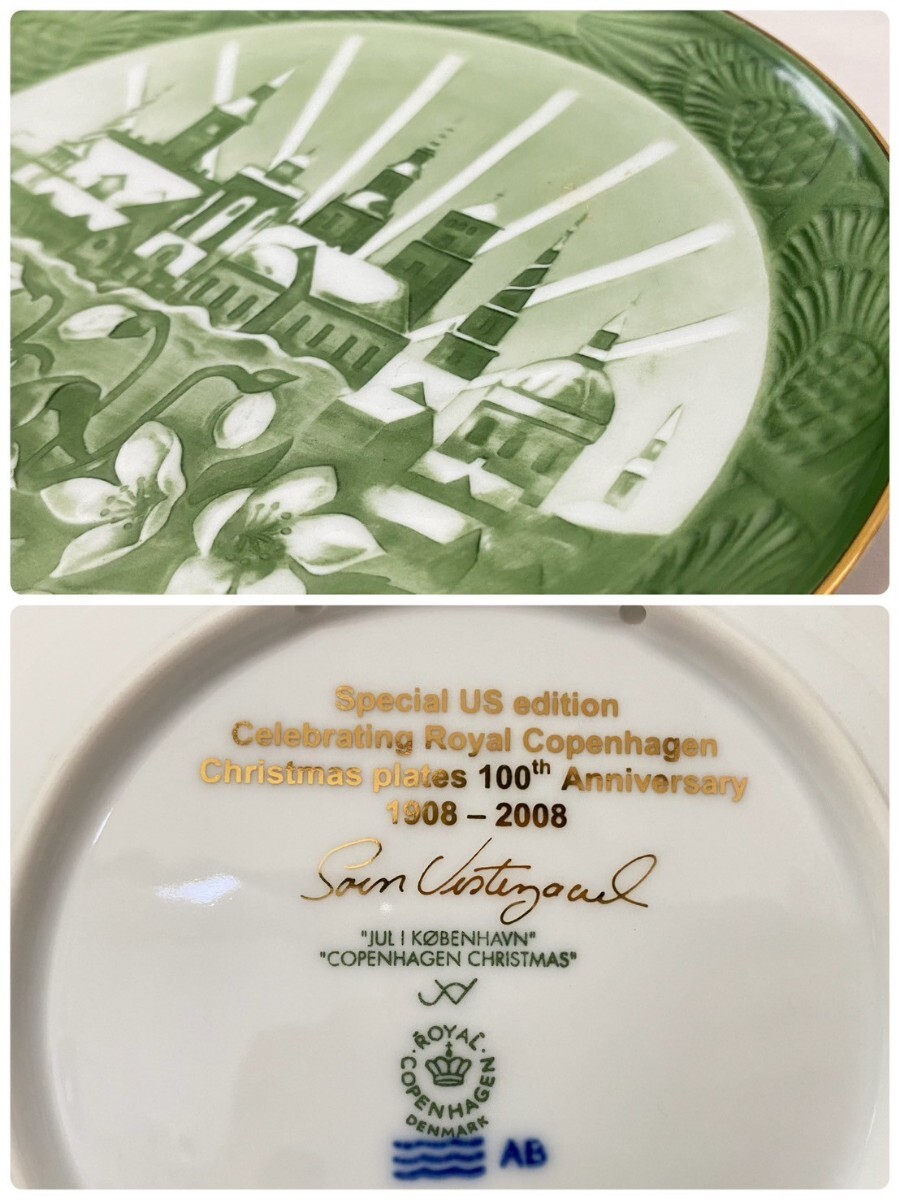 Special US edition
Celebrating Royal Copenhagen
Christmas plates 100th Anniversary
1908 – 2008
"JUL I KØBENHAVN"
"COPENHAGEN CHRISTMAS"
ROYAL
COPENHAGEN
DENMARK
AB